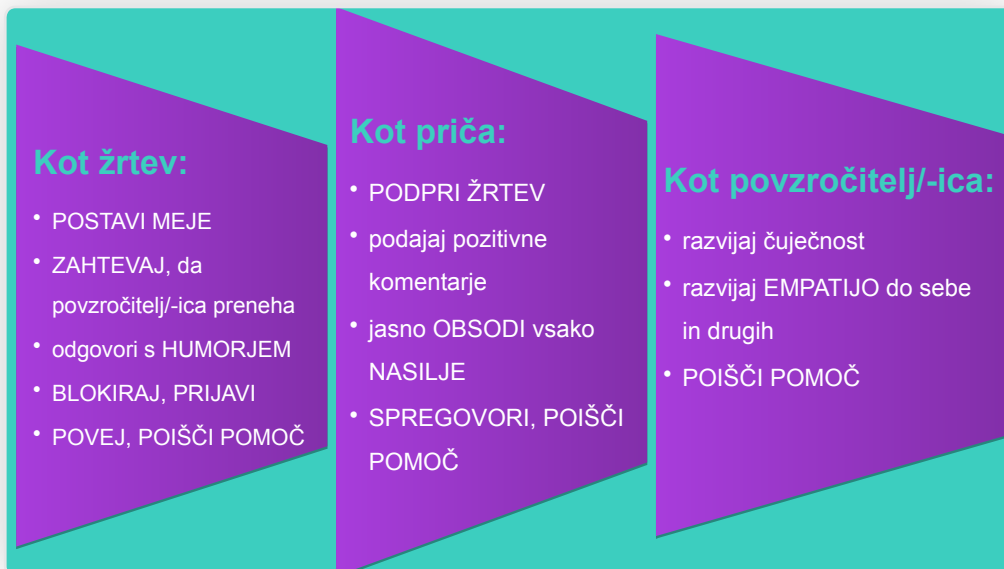 Kot žrtev:
• POSTAVI MEJE
• ZAHTEVAJ, da
povzročitelj/-ica preneha
• odgovori s HUMORJEM
• BLOKIRAJ, PRIJAVI
• POVEJ, POIŠČI POMOČ
Kot priča:
• PODPRI ŽRTEV
• podajaj pozitivne
komentarje
• jasno OBSODI vsako
NASILJE
• SPREGOVORI, POIŠČI
POMOČ
Kot povzročitelj/-ica:
• razvijaj čuječnost
• razvijaj EMPATIJO do sebe
in drugih
• POIŠČI POMOČ